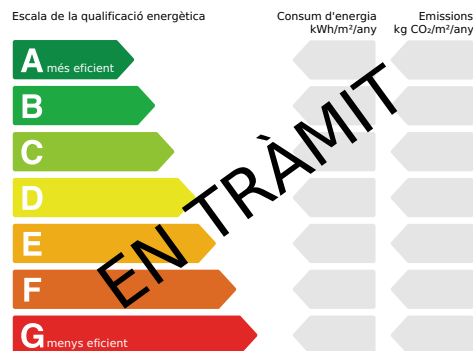 Escala de la qualificació energètica
Consum d'energia
kWh/m²/any
Emissions
kg CO₂/m²/any
A més eficient
B
C
D
E
F
G menys eficient
EN TRÀMIT